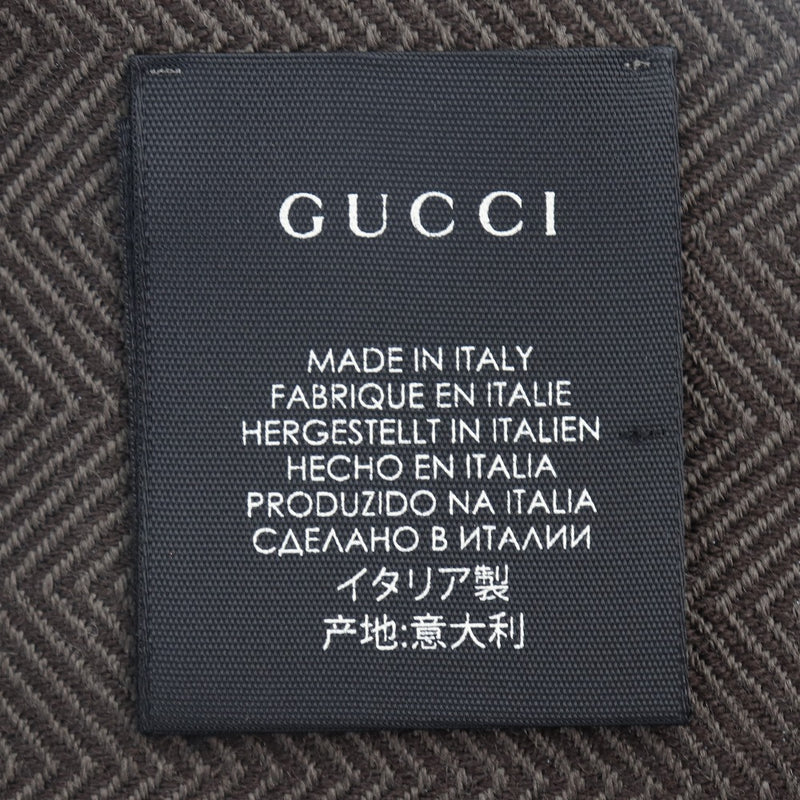 GUCCI
MADE IN ITALY
FABRIQUE EN ITALIE
HERGESTELLT IN ITALIEN
HECHO EN ITALIA
PRODUZIDO NA ITALIA
СДЕЛАНО В ИТАЛИИ
イタリア製
产地:意大利